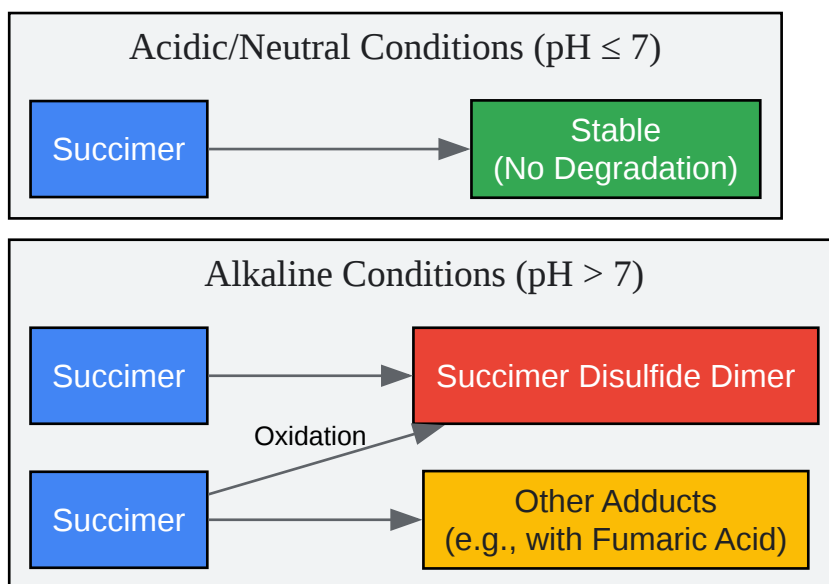 Acidic/Neutral Conditions (pH ≤ 7)
Succimer
Stable
(No Degradation)
Alkaline Conditions (pH > 7)
Succimer
Succimer Disulfide Dimer
Oxidation
Succimer
Other Adducts
(e.g., with Fumaric Acid)